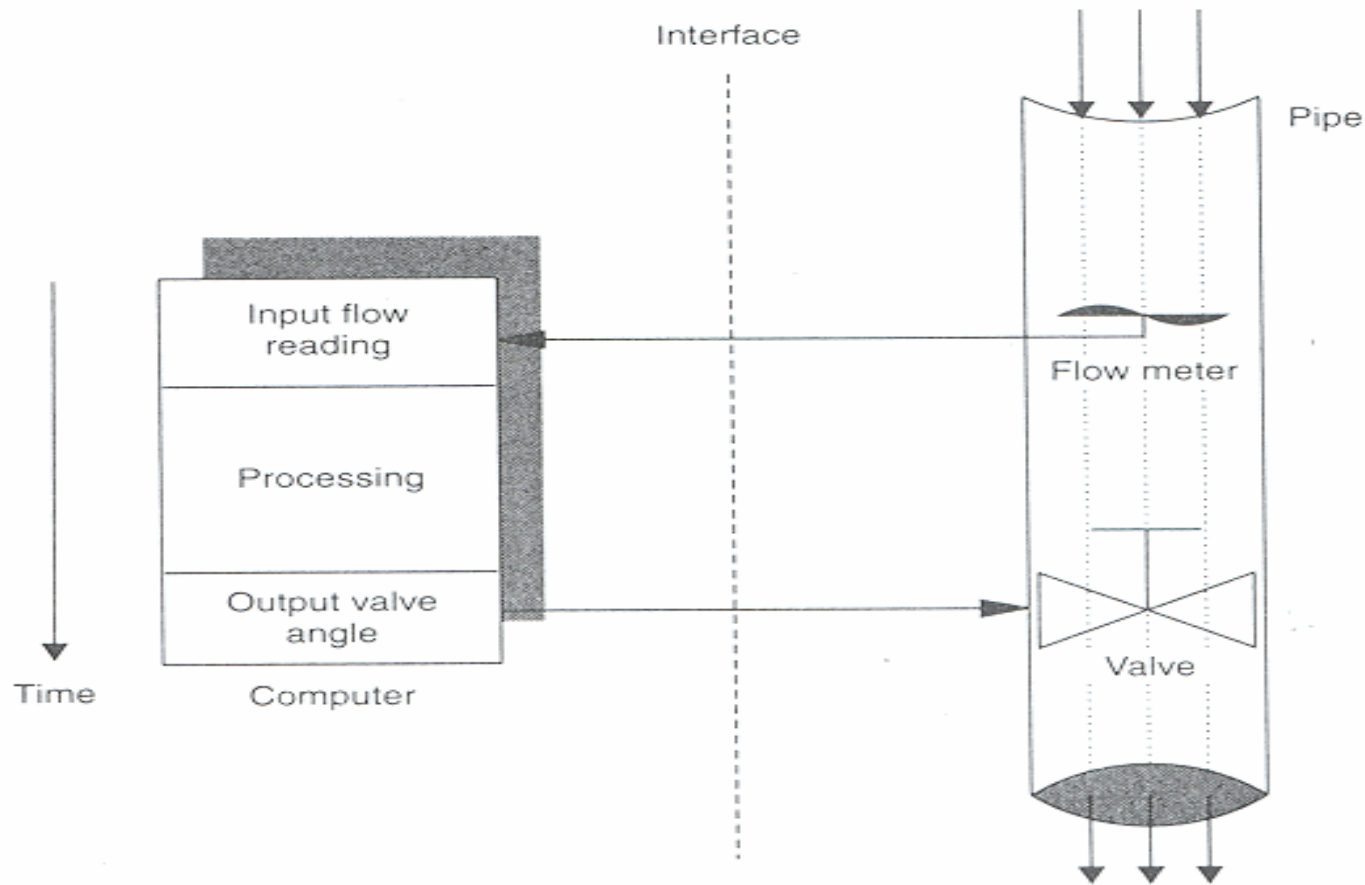 Interface
Pipe
Input flow
reading
Flow meter
Processing
Output valve
angle
Valve
Time
Computer